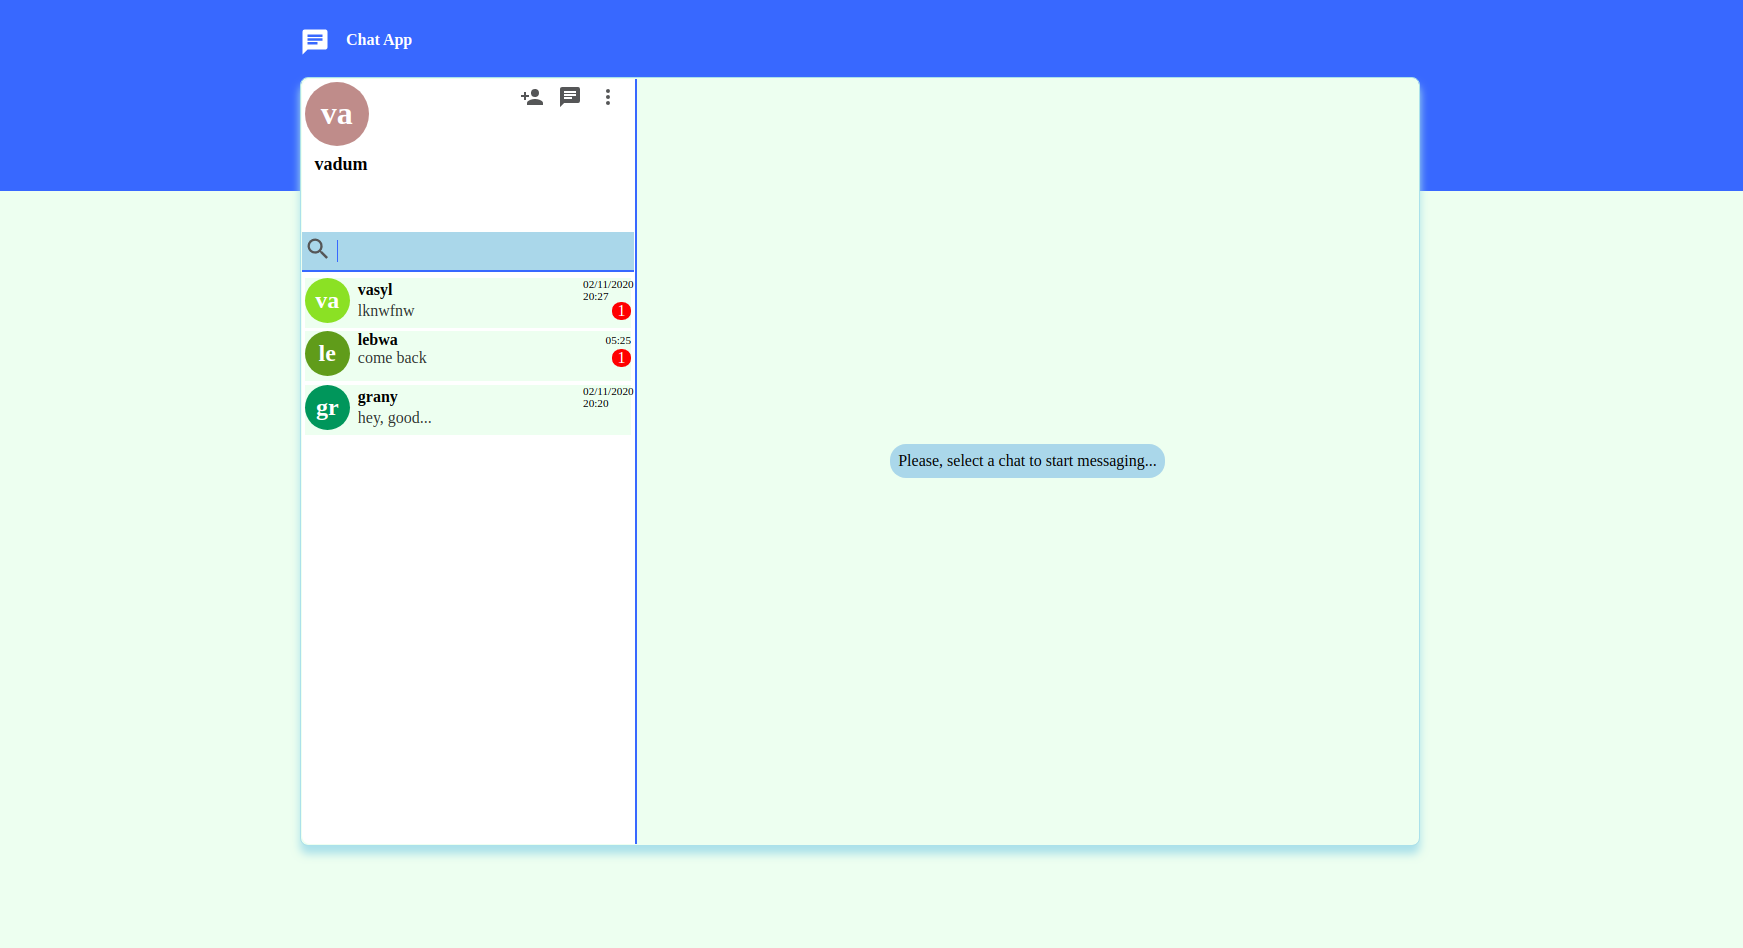 Chat App
va
vadum
va
vasyl
02/11/2020
20:27
lknwfnw
1
le
lebwa
05:25
come back
1
gr
grany
02/11/2020
20:20
hey, good...
Please, select a chat to start messaging...